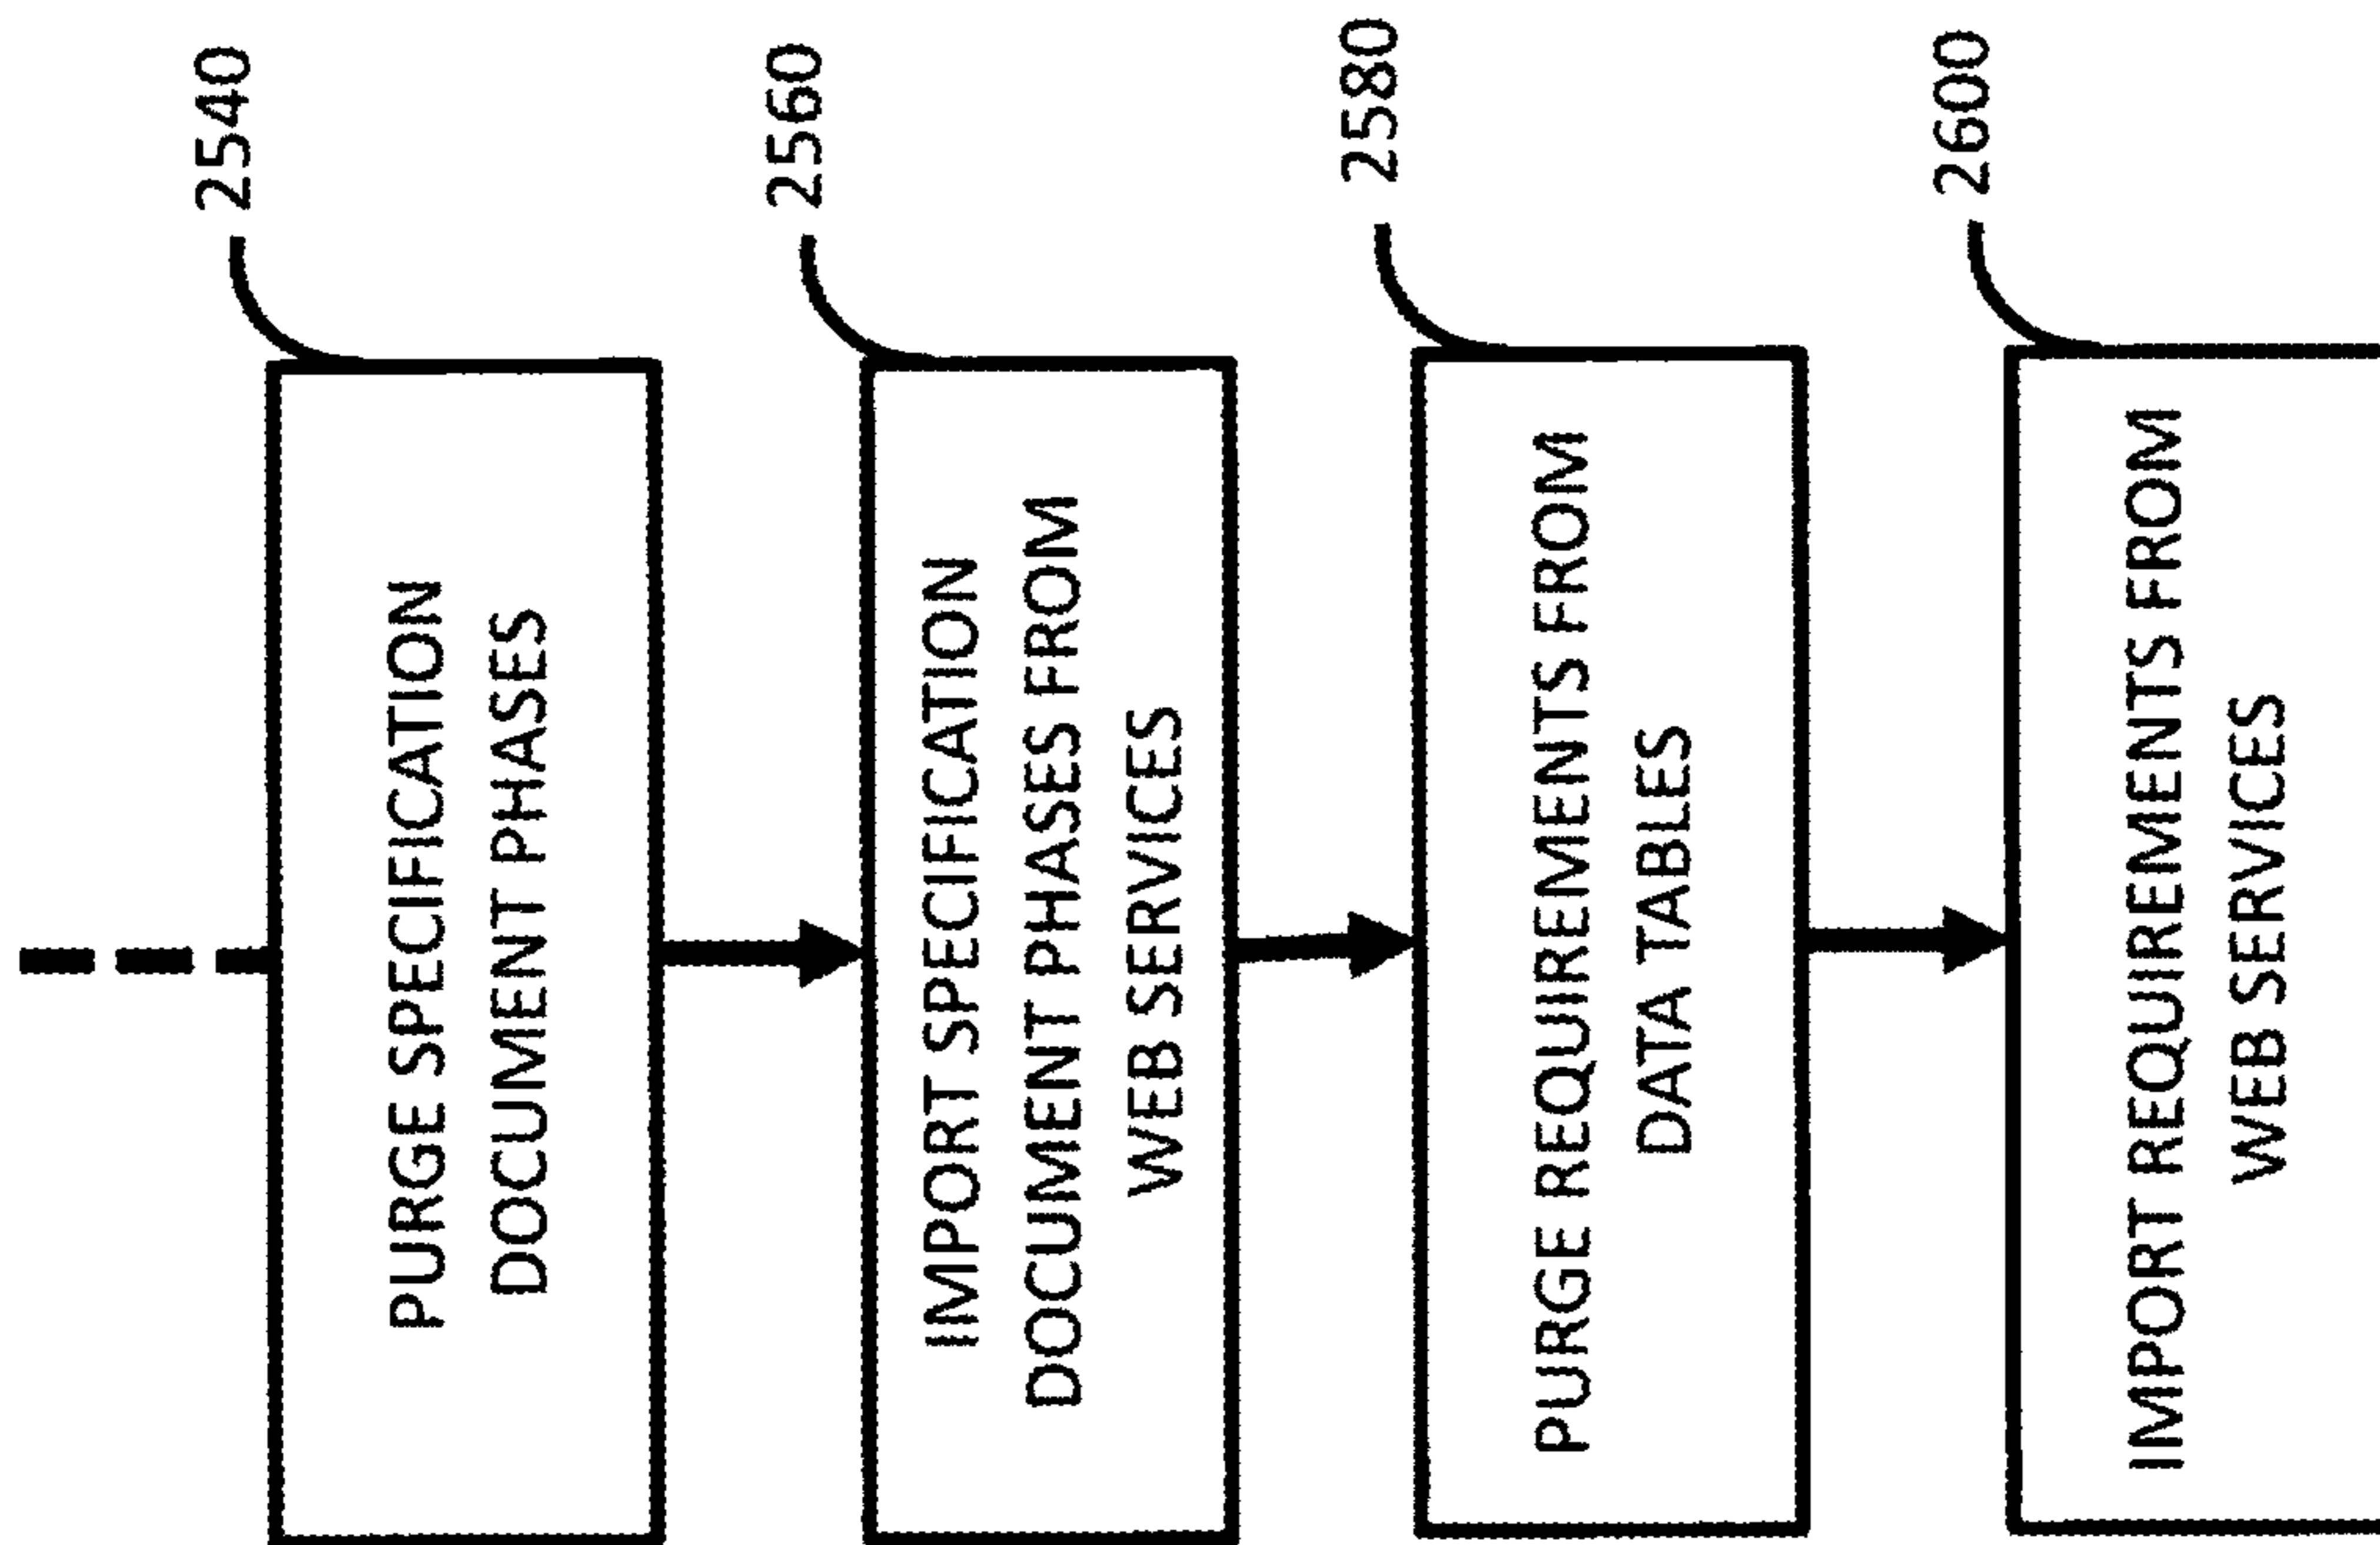 2540
PURGE SPECIFICATION
DOCUMENT PHASES
2560
IMPORT SPECIFICATION
DOCUMENT PHASES FROM
WEB SERVICES
2580
PURGE REQUIREMENTS FROM
DATA TABLES
2600
IMPORT REQUIREMENTS FROM
WEB SERVICES